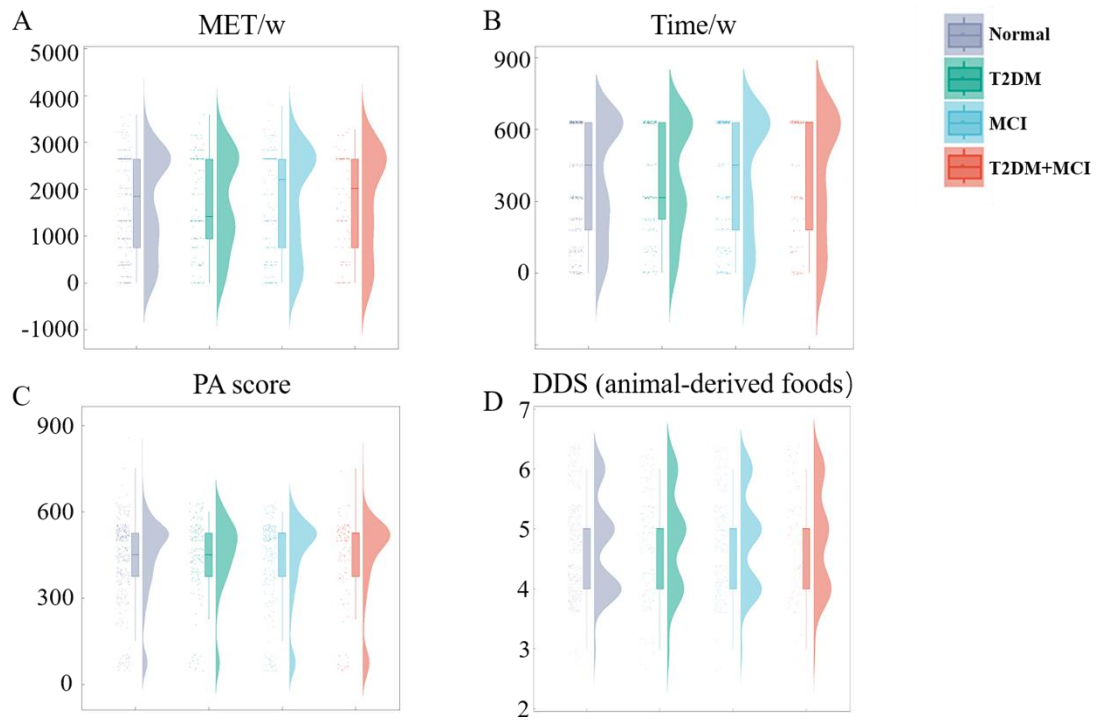 A
MET/w
5000
4000
3000
2000
1000
0
-1000
B
Time/w
900
600
300
0
Normal
T2DM
MCI
T2DM+MCI
C
PA score
900
600
300
0
D
DDS (animal-derived foods)
7
6
5
4
3
2